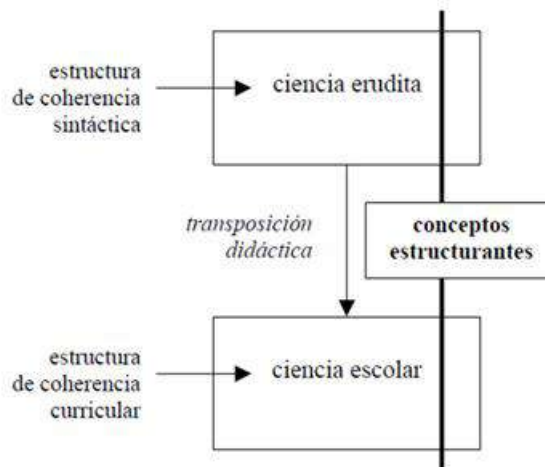 estructura
de coherencia
sintáctica
ciencia erudita
transposición
didáctica
conceptos
estructurantes
estructura
de coherencia
curricular
ciencia escolar